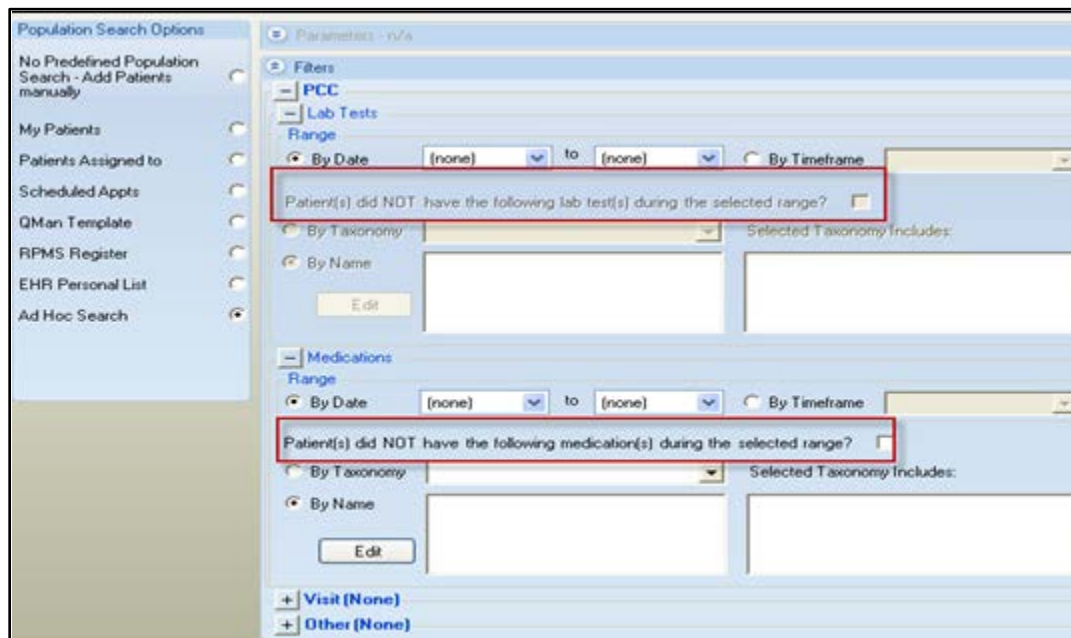 Population Search Options
No Predefined Population
Search - Add Patients
manually
My Patients
Patients Assigned to
Scheduled Appts
QMan Template
RPMS Register
EHR Personal List
Ad Hoc Search
Parameters - n/a
Filters
PCC
Lab Tests
Range
By Date (none) to (none) By Timeframe
Patient(s) did NOT have the following lab test(s) during the selected range?
By Taxonomy Selected Taxonomy Includes:
By Name
Edit
Medications
Range
By Date (none) to (none) By Timeframe
Patient(s) did NOT have the following medication(s) during the selected range?
By Taxonomy Selected Taxonomy Includes:
By Name
Edit
Visit (None)
Other (None)